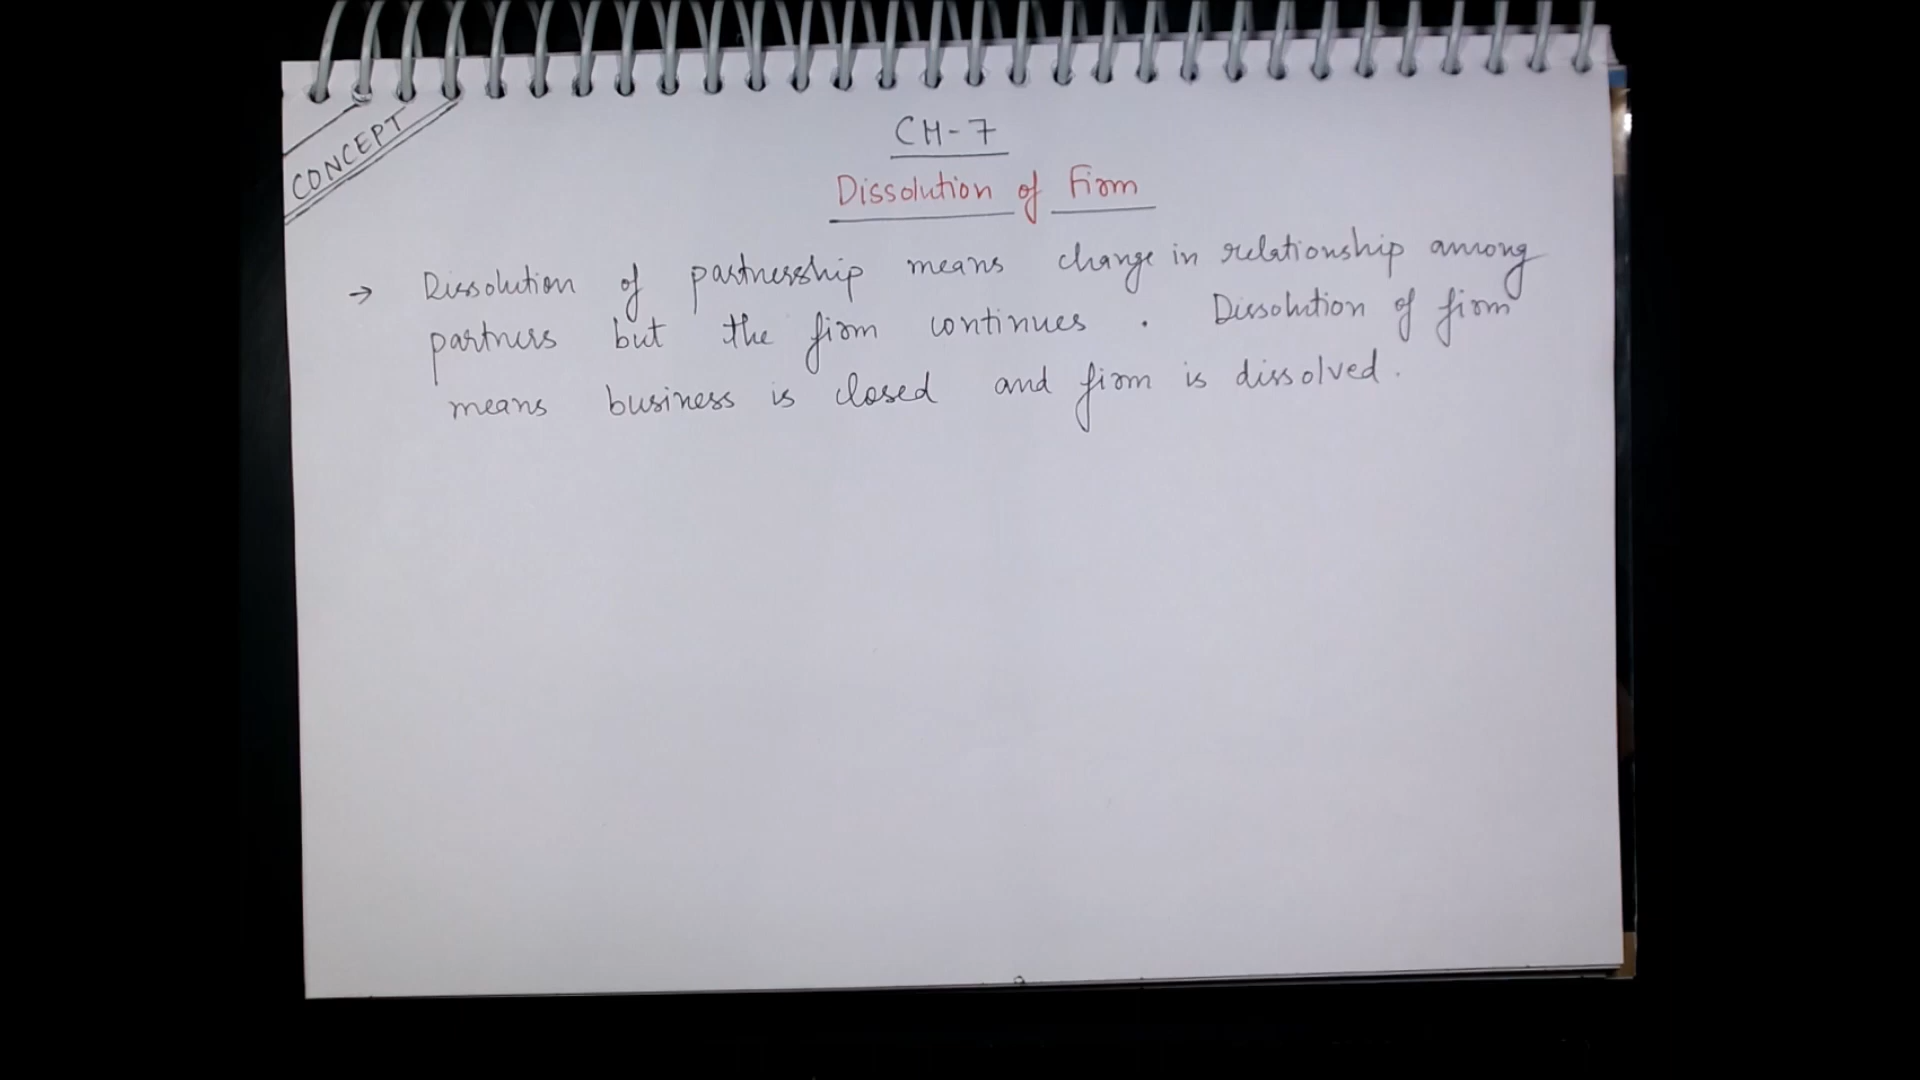 CONCEPT
CH-7
Dissolution of Firm
→ Dissolution of partnership means change in relationship among
partners but the firm continues . Dissolution of firm
means business is closed and firm is dissolved.